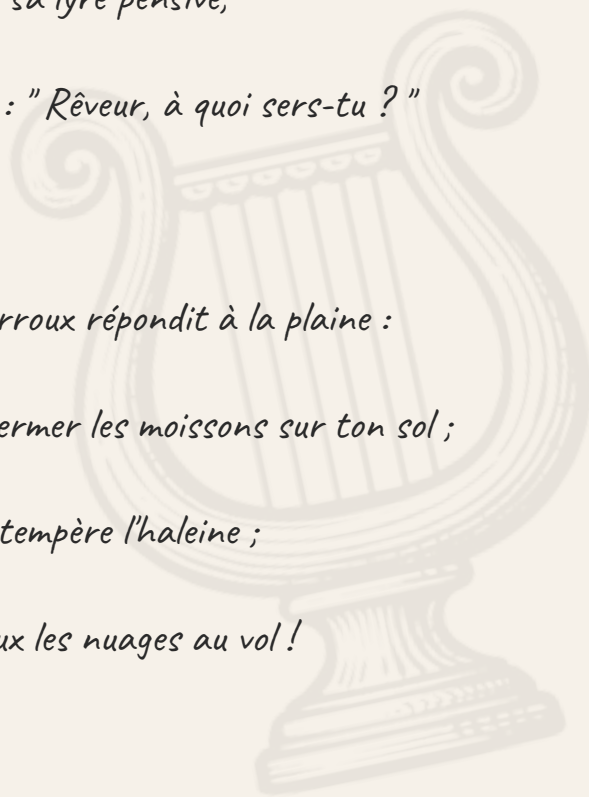 sa lyre pensive,
: " Rêveur, à quoi sers-tu ? "
rroux répondit à la plaine :
ermer les moissons sur ton sol ;
tempère l'haleine ;
ux les nuages au vol !